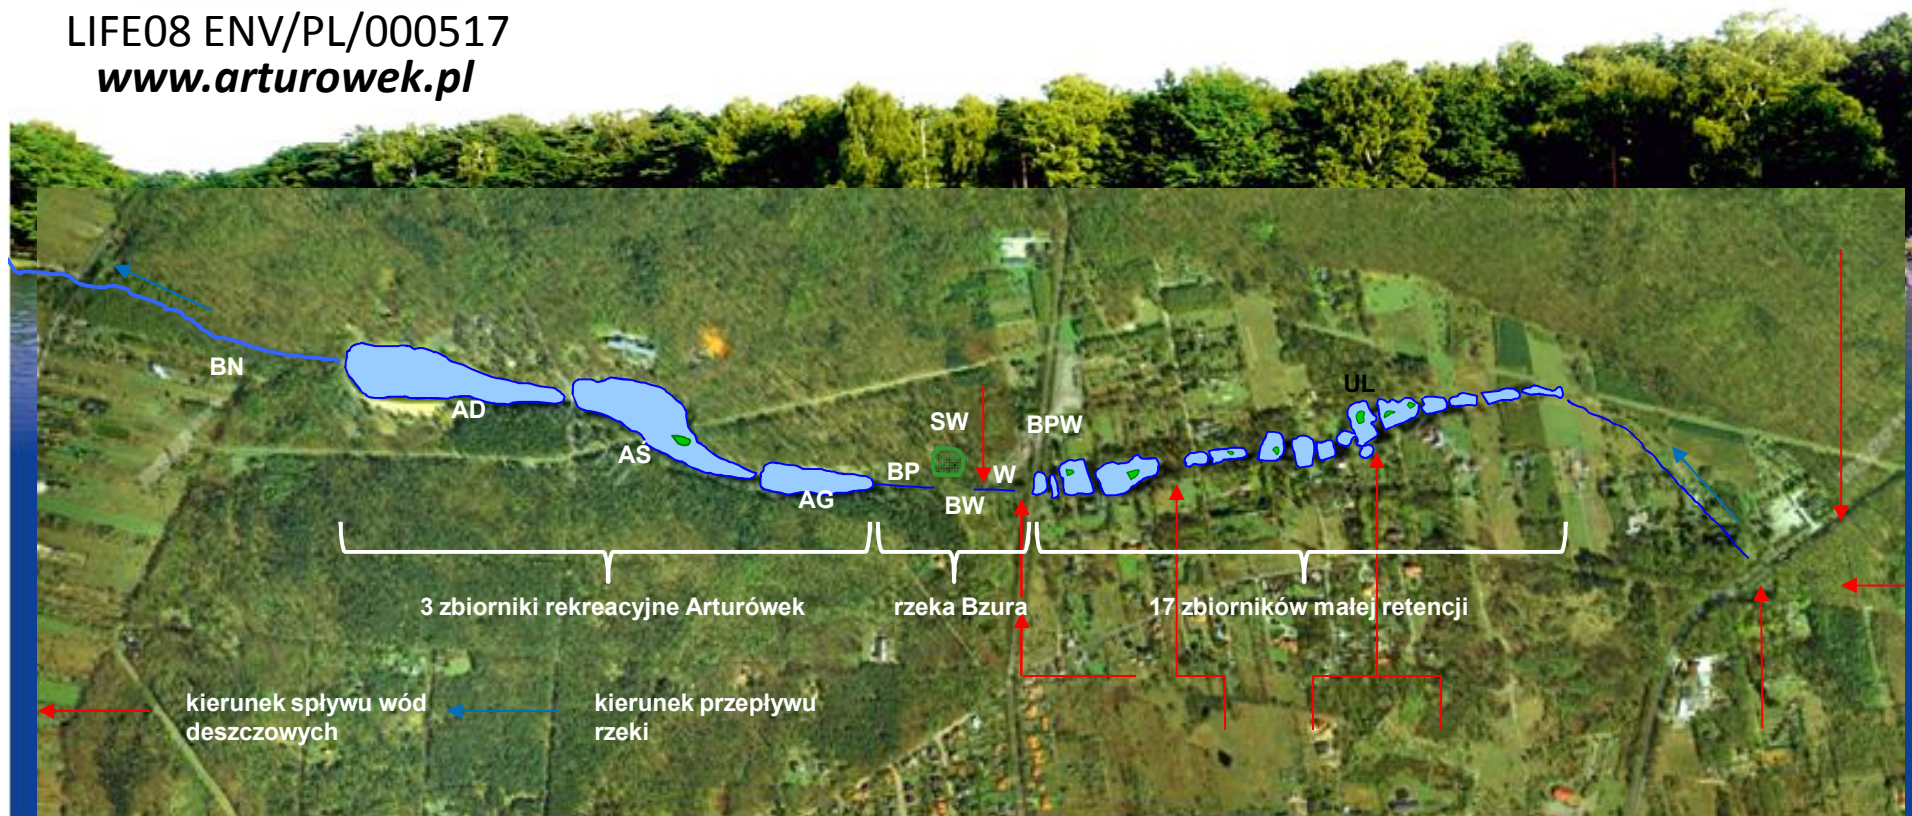 LIFE08 ENV/PL/000517
www.arturowek.pl
UL
BN
AD
SW
BPW
AŚ
BP
W
AG
BW
3 zbiorniki rekreacyjne Arturówek
rzeka Bzura
17 zbiorników małej retencji
kierunek spływu wód
deszczowych
kierunek przepływu
rzeki